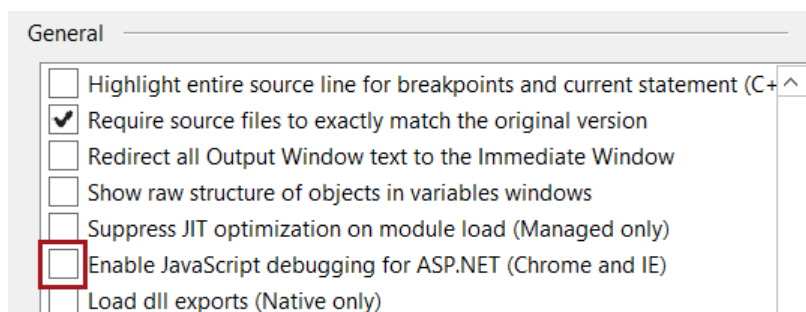 General
Highlight entire source line for breakpoints and current statement (C+
Require source files to exactly match the original version
Redirect all Output Window text to the Immediate Window
Show raw structure of objects in variables windows
Suppress JIT optimization on module load (Managed only)
Enable JavaScript debugging for ASP.NET (Chrome and IE)
Load dll exports (Native only)